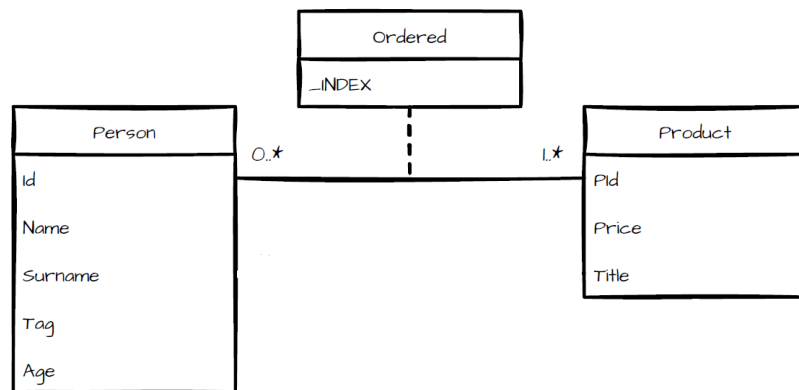 Ordered
_INDEX
Person
0..*
1..*
Product
Id
Name
Surname
Tag
Age
PId
Price
Title